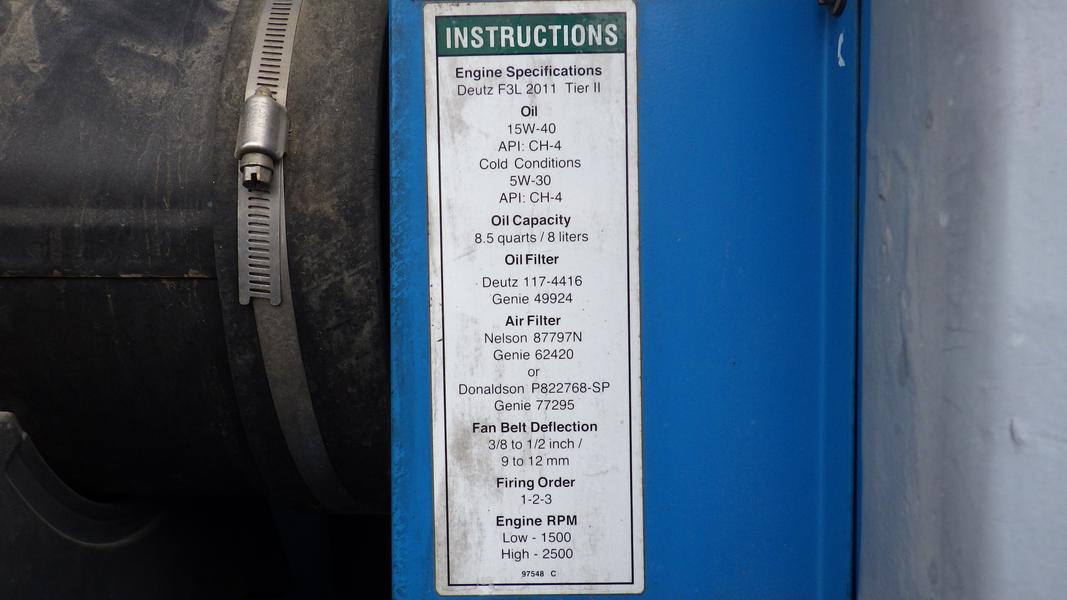 INSTRUCTIONS
Engine Specifications
Deutz F3L 2011 Tier II
Oil
15W-40
API: CH-4
Cold Conditions
5W-30
API: CH-4
Oil Capacity
8.5 quarts / 8 liters
Oil Filter
Deutz 117-4416
Genie 49924
Air Filter
Nelson 87797N
Genie 62420
or
Donaldson P822768-SP
Genie 77295
Fan Belt Deflection
3/8 to 1/2 inch /
9 to 12 mm
Firing Order
1-2-3
Engine RPM
Low - 1500
High - 2500
97548 C